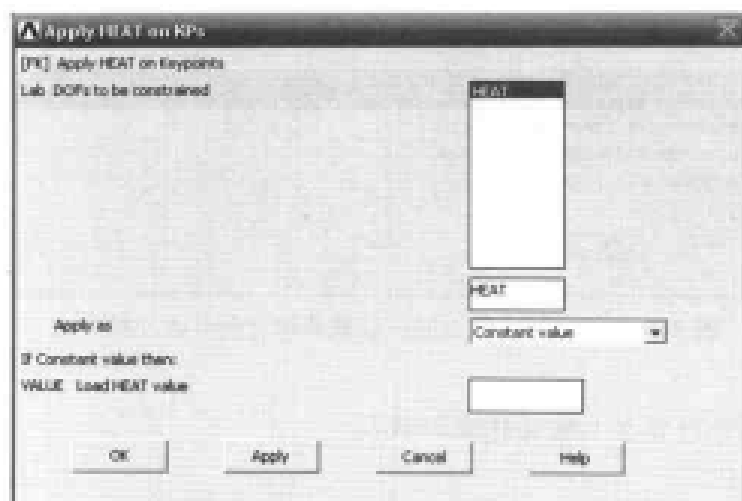 Apply HEAT on KPs
[FK] Apply HEAT on Keypoints
Lab DOFs to be constrained
HEAT
HEAT
Apply as
Constant value
If Constant value then:
VALUE Load HEAT value
OK
Apply
Cancel
Help